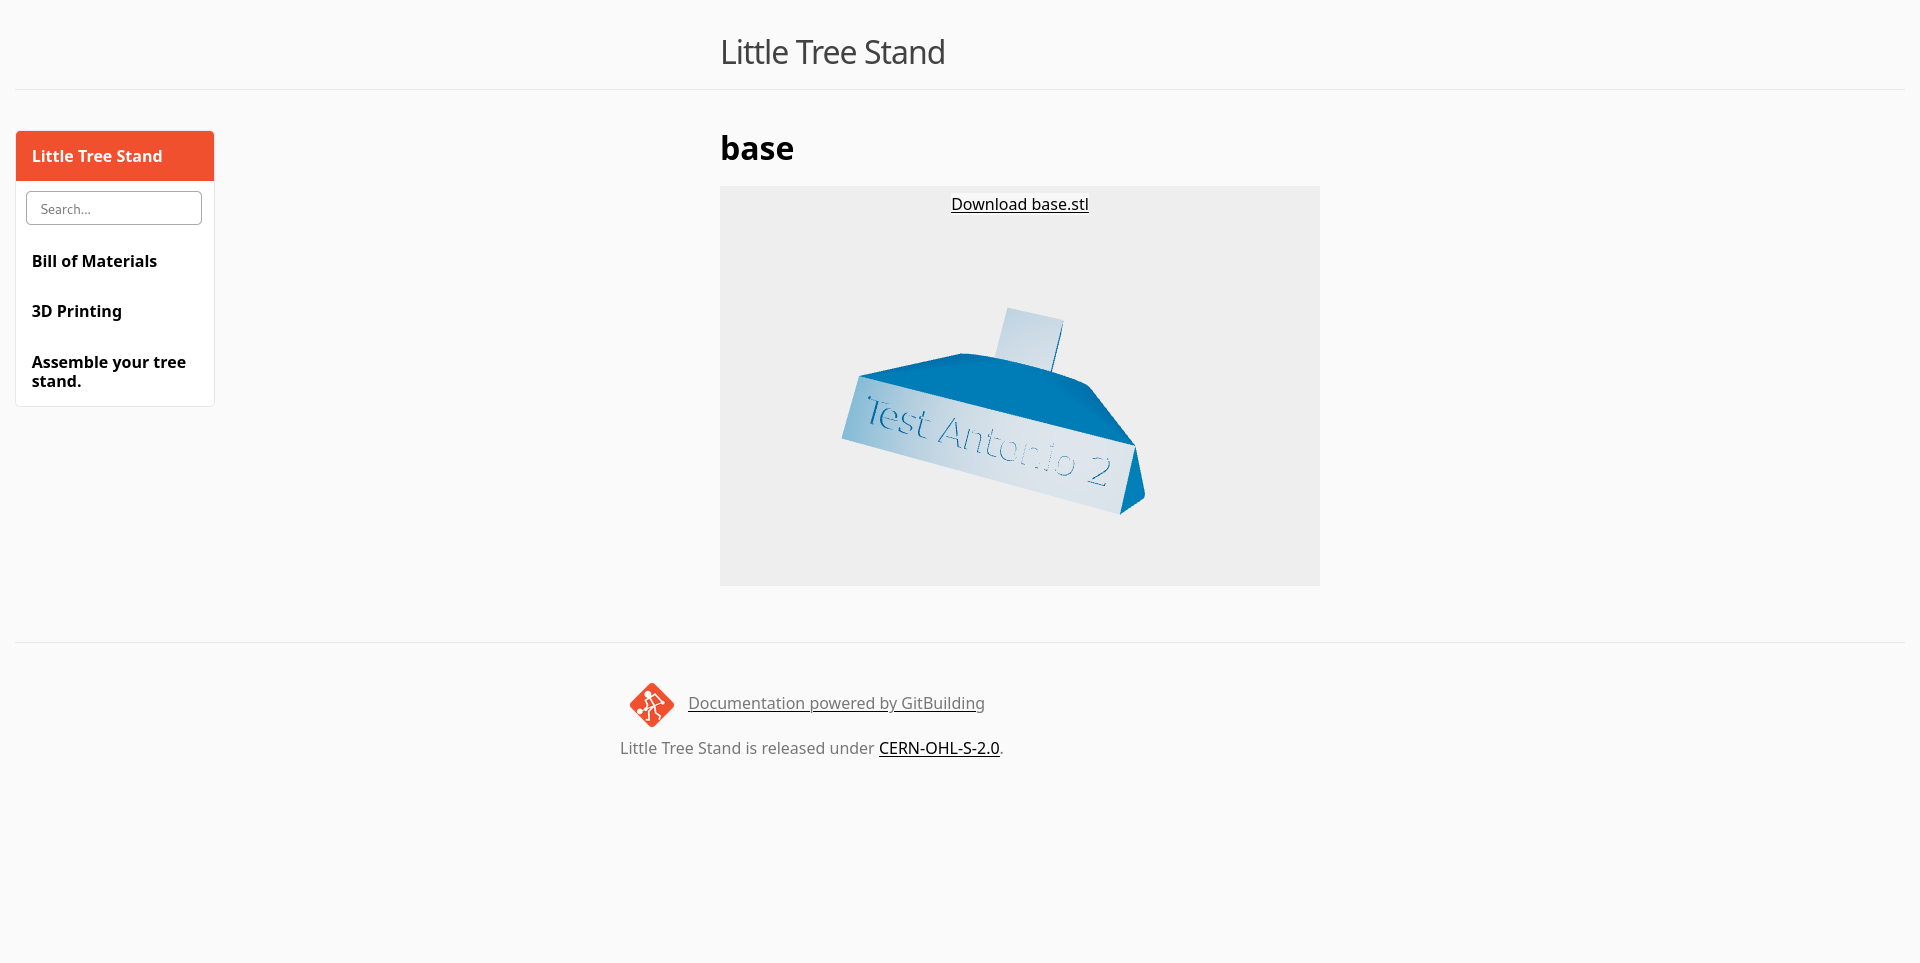 Little Tree Stand
Little Tree Stand
Search...
Bill of Materials
3D Printing
Assemble your tree
stand.
base
Download base.stl
Test Antonio 2
Documentation powered by GitBuilding
Little Tree Stand is released under CERN-OHL-S-2.0.